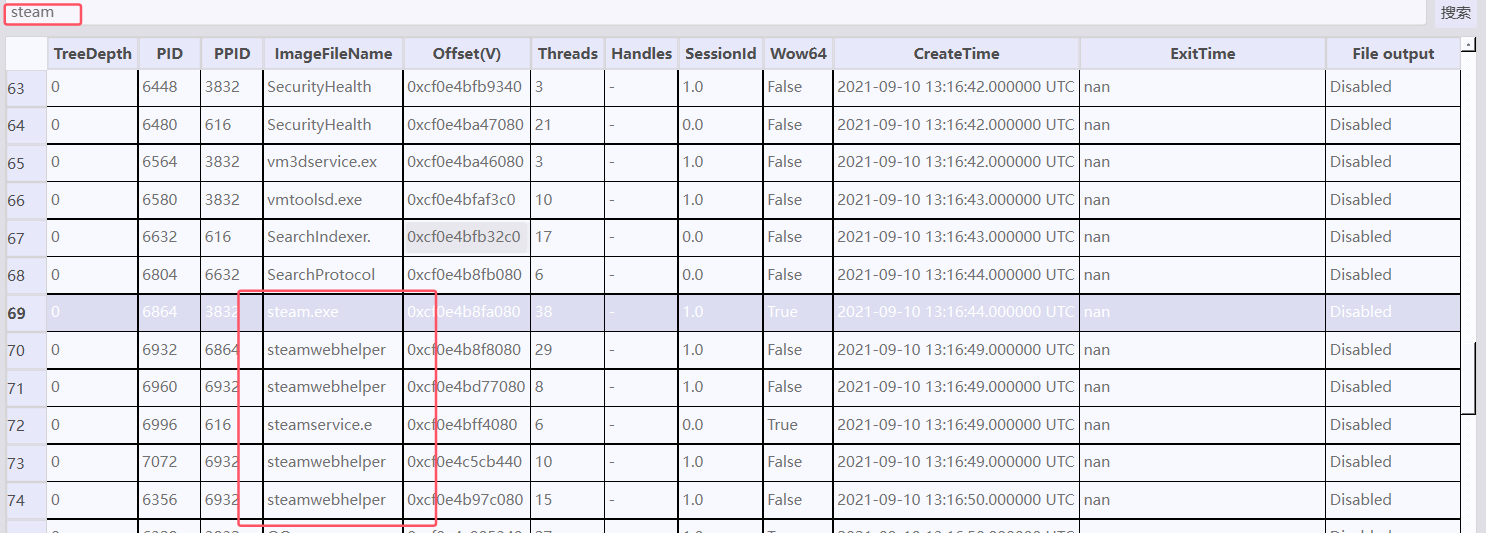 steam 搜索
TreeDepth PID PPID ImageFileName Offset(V) Threads Handles SessionId Wow64 CreateTime ExitTime File output
63 0 6448 3832 SecurityHealth 0xcf0e4bfb9340 3 - 1.0 False 2021-09-10 13:16:42.000000 UTC nan Disabled
64 0 6480 616 SecurityHealth 0xcf0e4ba47080 21 - 0.0 False 2021-09-10 13:16:42.000000 UTC nan Disabled
65 0 6564 3832 vm3dservice.ex 0xcf0e4ba46080 3 - 1.0 False 2021-09-10 13:16:42.000000 UTC nan Disabled
66 0 6580 3832 vmtoolsd.exe 0xcf0e4bfaf3c0 10 - 1.0 False 2021-09-10 13:16:43.000000 UTC nan Disabled
67 0 6632 616 SearchIndexer. 0xcf0e4bfb32c0 17 - 0.0 False 2021-09-10 13:16:43.000000 UTC nan Disabled
68 0 6804 6632 SearchProtocol 0xcf0e4b8fb080 6 - 0.0 False 2021-09-10 13:16:44.000000 UTC nan Disabled
69 0 6864 3832 steam.exe 0xcf0e4b8fa080 38 - 1.0 True 2021-09-10 13:16:44.000000 UTC nan Disabled
70 0 6932 6864 steamwebhelper 0xcf0e4b8f8080 29 - 1.0 False 2021-09-10 13:16:49.000000 UTC nan Disabled
71 0 6960 6932 steamwebhelper 0xcf0e4bd77080 8 - 1.0 False 2021-09-10 13:16:49.000000 UTC nan Disabled
72 0 6996 616 steamservice.e 0xcf0e4bff4080 6 - 0.0 True 2021-09-10 13:16:49.000000 UTC nan Disabled
73 0 7072 6932 steamwebhelper 0xcf0e4c5cb440 10 - 1.0 False 2021-09-10 13:16:49.000000 UTC nan Disabled
74 0 6356 6932 steamwebhelper 0xcf0e4b97c080 15 - 1.0 False 2021-09-10 13:16:50.000000 UTC nan Disabled